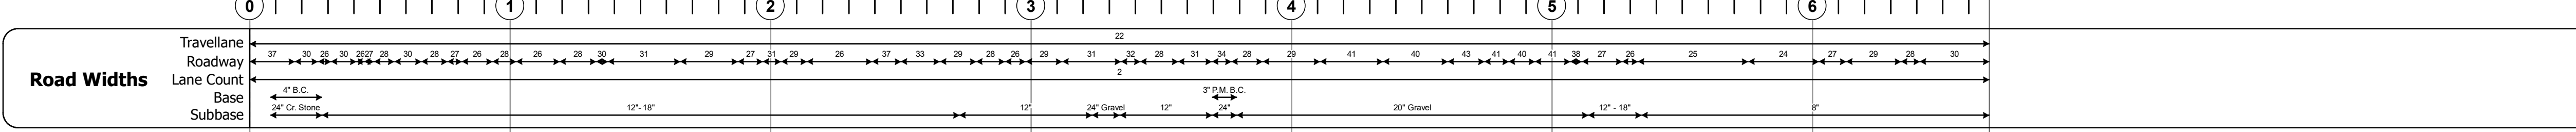 0 1 2 3 4 5 6
Road Widths
Travellane 22
Roadway 37 30 26 30 26 27 28 30 28 27 26 28 26 28 30 31 29 27 31 29 26 37 33 29 28 26 29 31 32 28 31 34 28 29 41 40 43 41 40 41 38 27 26 25 24 27 29 28 30
Lane Count 2
Base 4" B.C. 3" P.M. B.C.
Subbase 24" Cr. Stone 12"- 18" 12" 24" Gravel 12" 24" 20" Gravel 12" - 18" 8"